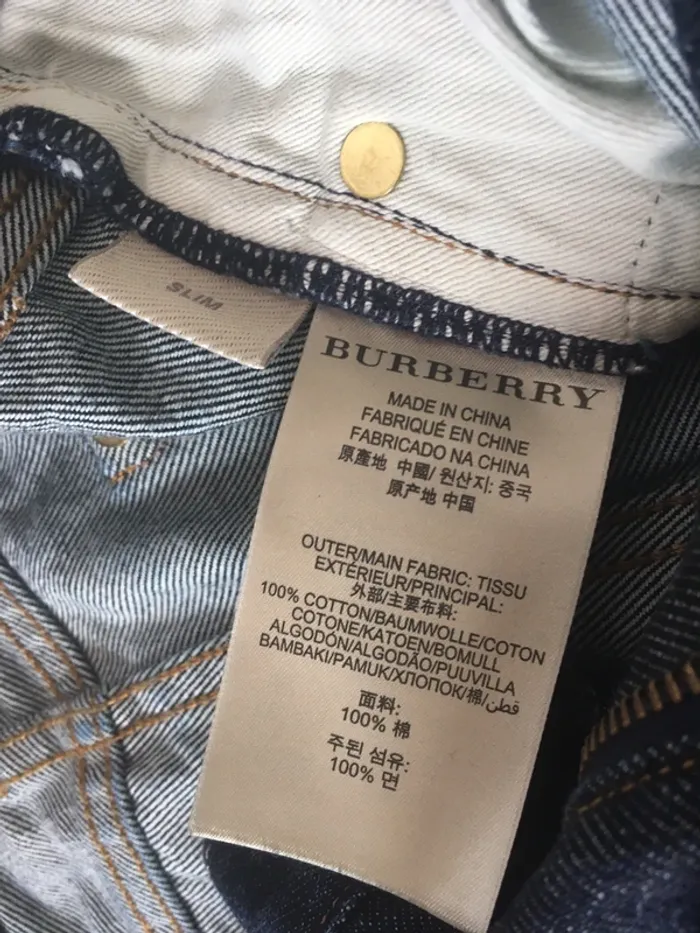 SLIM
BURBERRY
MADE IN CHINA
FABRIQUÉ EN CHINE
FABRICADO NA CHINA
原產地 中國/ 원산지: 중국
原产地 中国
OUTER/MAIN FABRIC: TISSU
EXTÉRIEUR/PRINCIPAL:
外部/主要布料:
100% COTTON/BAUMWOLLE/COTON
COTONE/KATOEN/BOMULL
ALGODÓN/ALGODÃO/PUUVILLA
BAMBAKI/PAMUK/ХЛОПОК/棉/قطن
面料:
100% 棉
주된 섬유:
100% 면